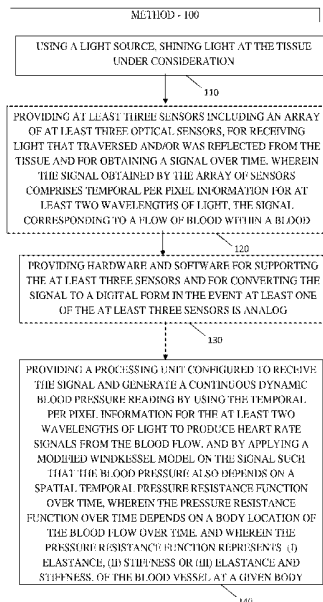 METHOD - 100
USING A LIGHT SOURCE, SHINING LIGHT AT THE TISSUE
UNDER CONSIDERATION
110
PROVIDING AT LEAST THREE SENSORS INCLUDING AN ARRAY
OF AT LEAST THREE OPTICAL SENSORS, FOR RECEIVING
LIGHT THAT TRAVERSED AND/OR WAS REFLECTED FROM THE
TISSUE AND FOR OBTAINING A SIGNAL OVER TIME. WHEREIN
THE SIGNAL OBTAINED BY THE ARRAY OF SENSORS
COMPRISES TEMPORAL PER PIXEL INFORMATION FOR AT
LEAST TWO WAVELENGTHS OF LIGHT, THE SIGNAL
CORRESPONDING TO A FLOW OF BLOOD WITHIN A BLOOD
120
PROVIDING HARDWARE AND SOFTWARE FOR SUPPORTING
THE AT LEAST THREE SENSORS AND FOR CONVERTING THE
SIGNAL TO A DIGITAL FORM IN THE EVENT AT LEAST ONE
OF THE AT LEAST THREE SENSORS IS ANALOG
130
PROVIDING A PROCESSING UNIT CONFIGURED TO RECEIVE
THE SIGNAL AND GENERATE A CONTINUOUS DYNAMIC
BLOOD PRESSURE READING BY USING THE TEMPORAL
PER PIXEL INFORMATION FOR THE AT LEAST TWO
WAVELENGTHS OF LIGHT TO PRODUCE HEART RATE
SIGNALS FROM THE BLOOD FLOW, AND BY APPLYING A
MODIFIED WINDKESSEL MODEL ON THE SIGNAL SUCH
THAT THE BLOOD PRESSURE ALSO DEPENDS ON A
SPATIAL TEMPORAL PRESSURE RESISTANCE FUNCTION
OVER TIME, WHEREIN THE PRESSURE RESISTANCE
FUNCTION OVER TIME DEPENDS ON A BODY LOCATION
OF THE BLOOD FLOW OVER TIME, AND WHEREIN THE
PRESSURE RESISTANCE FUNCTION REPRESENTS (I)
ELASTANCE, (II) STIFFNESS OR (III) ELASTANCE AND
STIFFNESS, OF THE BLOOD VESSEL AT A GIVEN BODY
140